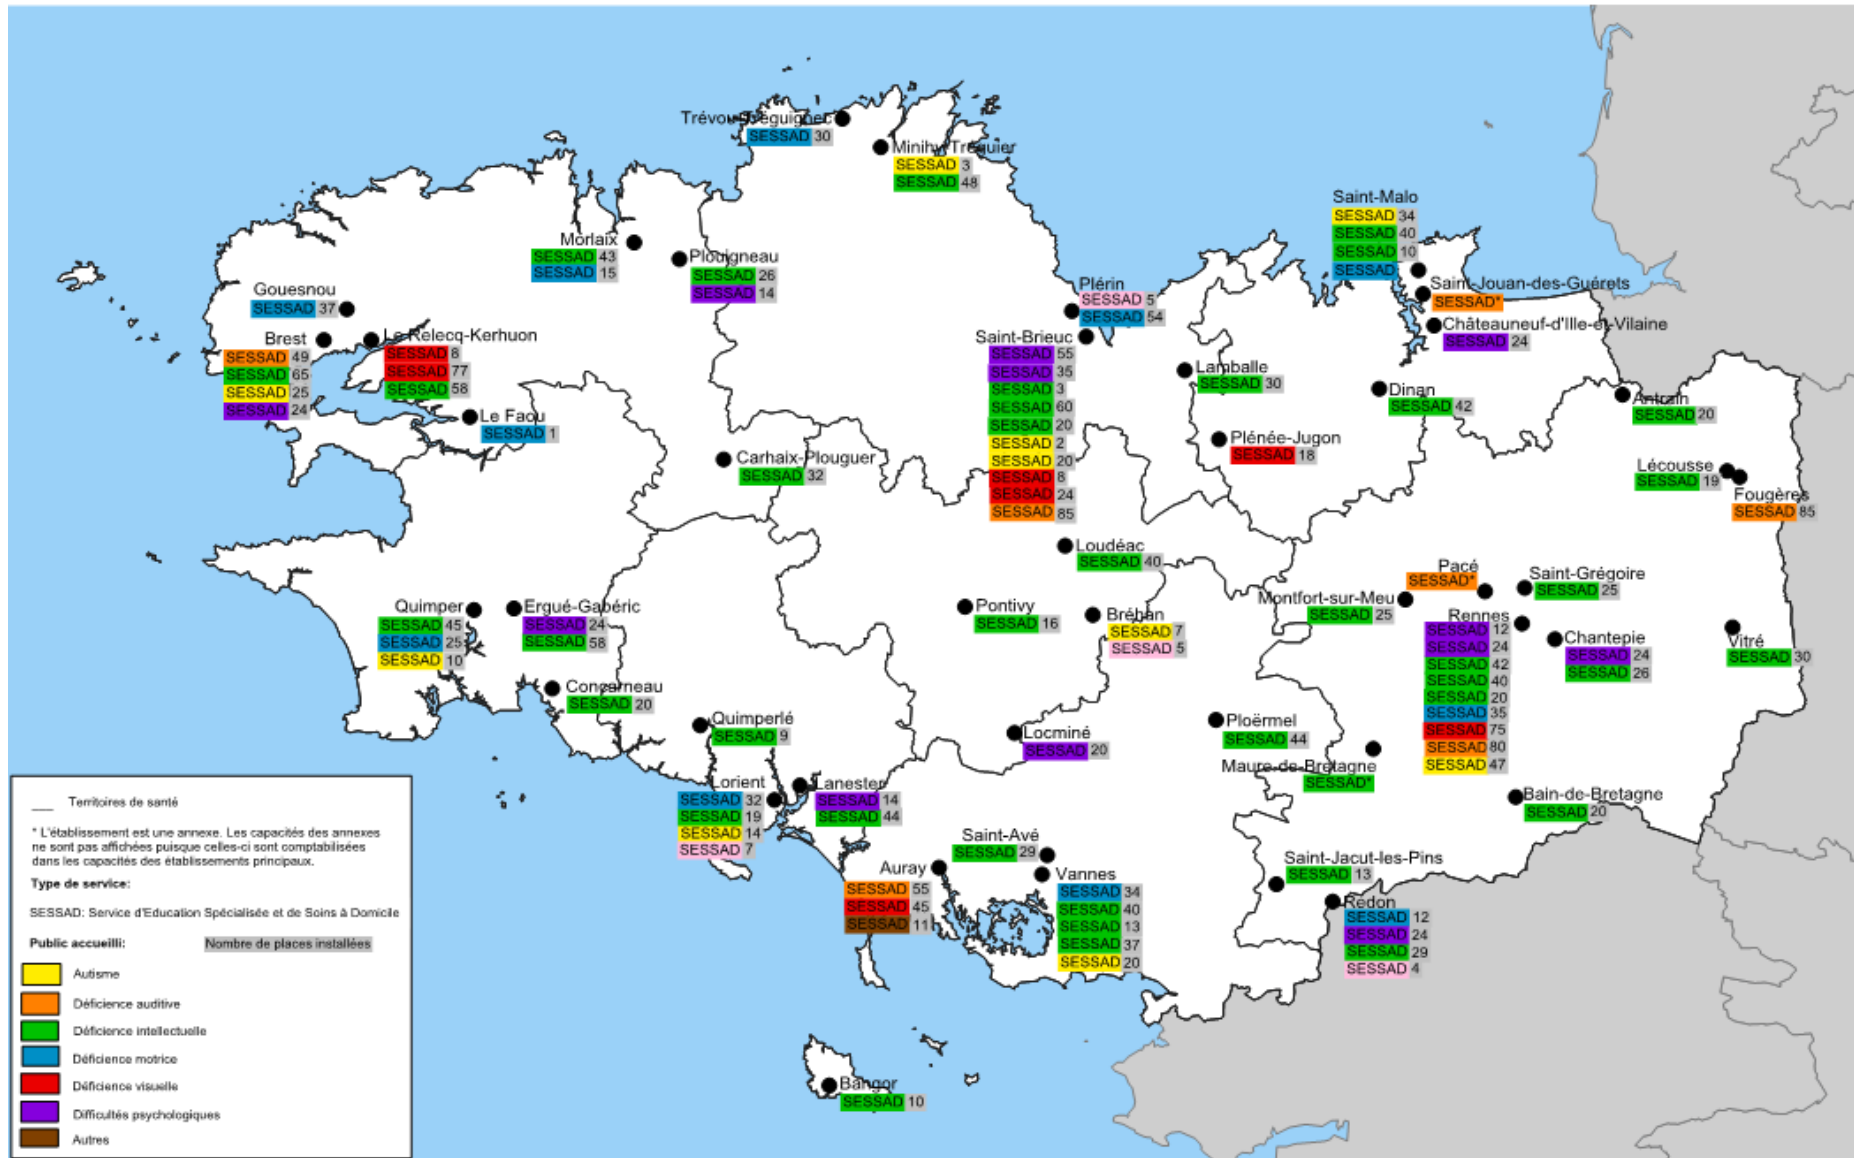 Trévou-Tréguignec
SESSAD 30
Minihy-Tréguier
SESSAD 3
SESSAD 48
Saint-Malo
SESSAD 34
SESSAD 40
SESSAD 10
SESSAD
Morlaix
SESSAD 43
SESSAD 15
Plouigneau
SESSAD 26
SESSAD 14
Saint-Jouan-des-Guérets
SESSAD*
Gouesnou
SESSAD 37
Plérin
SESSAD 5
SESSAD 54
Châteauneuf-d'Ille-et-Vilaine
SESSAD 24
Brest
SESSAD 49
SESSAD 65
SESSAD 25
SESSAD 24
Le Relecq-Kerhuon
SESSAD 8
SESSAD 77
SESSAD 58
Saint-Brieuc
SESSAD 55
SESSAD 35
SESSAD 3
SESSAD 60
SESSAD 20
SESSAD 2
SESSAD 20
SESSAD 8
SESSAD 24
SESSAD 85
Lamballe
SESSAD 30
Dinan
SESSAD 42
Antrain
SESSAD 20
Le Faou
SESSAD 1
Plénée-Jugon
SESSAD 18
Carhaix-Plouguer
SESSAD 32
Lécousse
SESSAD 19
Fougères
SESSAD 85
Loudéac
SESSAD 40
Pacé
SESSAD*
Saint-Grégoire
SESSAD 25
Montfort-sur-Meu
SESSAD 25
Quimper
SESSAD 45
SESSAD 25
SESSAD 10
Ergué-Gabéric
SESSAD 24
SESSAD 58
Pontivy
SESSAD 16
Bréhan
SESSAD 7
SESSAD 5
Rennes
SESSAD 12
SESSAD 24
SESSAD 42
SESSAD 40
SESSAD 20
SESSAD 35
SESSAD 75
SESSAD 80
SESSAD 47
Chantepie
SESSAD 24
SESSAD 26
Vitré
SESSAD 30
Concarneau
SESSAD 20
Quimperlé
SESSAD 9
Locminé
SESSAD 20
Ploërmel
SESSAD 44
Maure-de-Bretagne
SESSAD*
Bain-de-Bretagne
SESSAD 20
Lorient
SESSAD 32
SESSAD 19
SESSAD 14
SESSAD 7
Lanester
SESSAD 14
SESSAD 44
Saint-Avé
SESSAD 29
Auray
SESSAD 55
SESSAD 45
SESSAD 11
Vannes
SESSAD 34
SESSAD 40
SESSAD 13
SESSAD 37
SESSAD 20
Saint-Jacut-les-Pins
SESSAD 13
Redon
SESSAD 12
SESSAD 24
SESSAD 29
SESSAD 4
Bangor
SESSAD 10
Territoires de santé
* L'établissement est une annexe. Les capacités des annexes
ne sont pas affichées puisque celles-ci sont comptabilisées
dans les capacités des établissements principaux.
Type de service:
SESSAD: Service d'Education Spécialisée et de Soins à Domicile
Public accueilli: Nombre de places installées
Autisme
Déficience auditive
Déficience intellectuelle
Déficience motrice
Déficience visuelle
Difficultés psychologiques
Autres